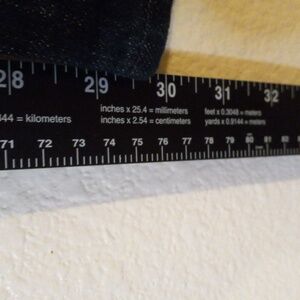 28 29 30 31 32
inches x 25.4 = millimeters feet x 0.3048 = meters
344 = kilometers inches x 2.54 = centimeters yards x 0.9144 = meters
71 72 73 74 75 76 77 78 79 80 81 82